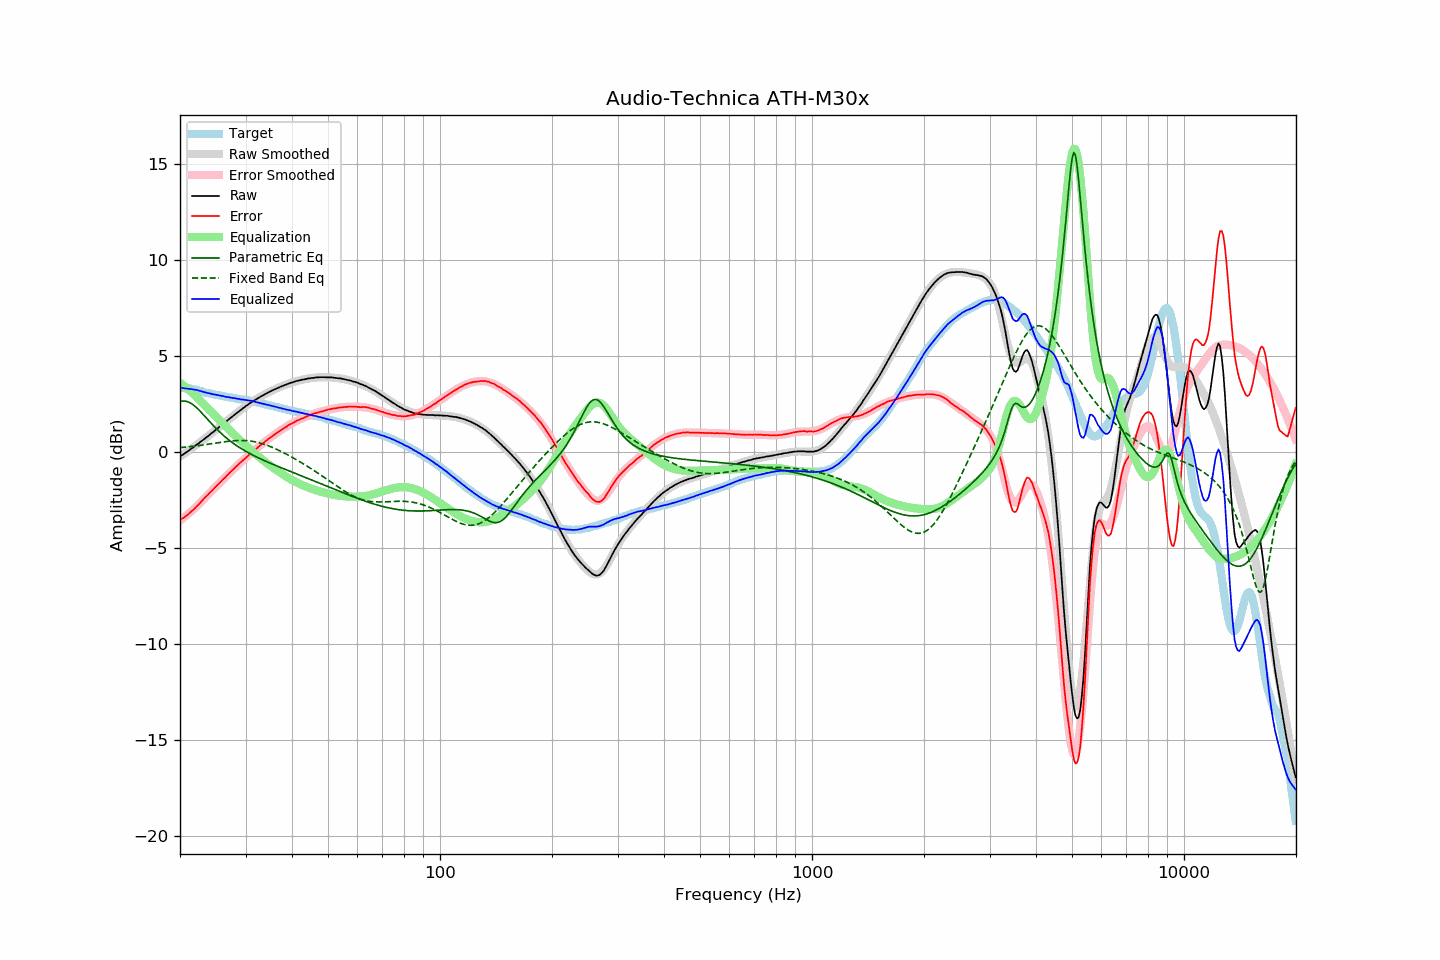 Audio-Technica ATH-M30x
Target
Raw Smoothed
Error Smoothed
Raw
Error
Equalization
Parametric Eq
Fixed Band Eq
Equalized
15
10
5
0
−5
−10
−15
−20
Amplitude (dBr)
100
1000
10000
Frequency (Hz)